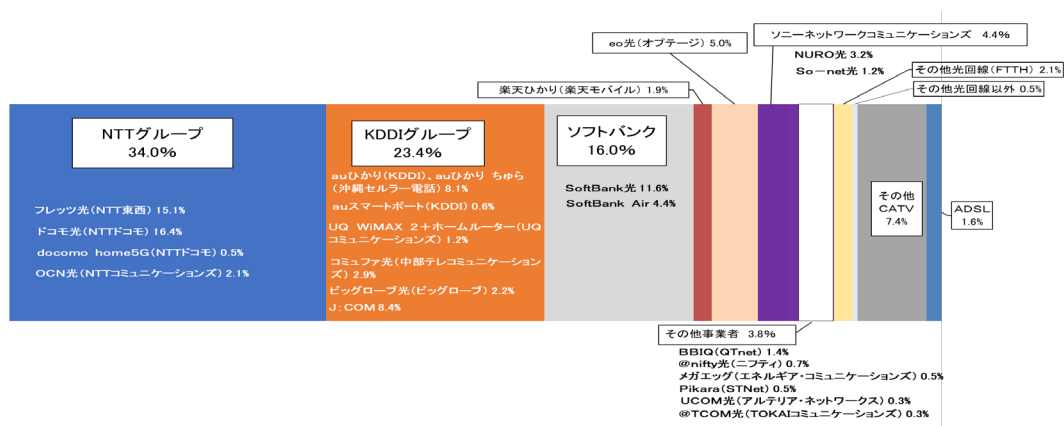 ソニーネットワークコミュニケーションズ 4.4%
NURO光 3.2%
So－net光 1.2%
eo光(オプテージ) 5.0%
その他光回線(FTTH) 2.1%
その他光回線以外 0.5%
楽天ひかり(楽天モバイル) 1.9%
NTTグループ
34.0%
フレッツ光(NTT東西) 15.1%
ドコモ光(NTTドコモ) 16.4%
docomo home5G(NTTドコモ) 0.5%
OCN光(NTTコミュニケーションズ) 2.1%
KDDIグループ
23.4%
auひかり(KDDI)、auひかり ちゅら
(沖縄セルラー電話) 8.1%
auスマートポート(KDDI) 0.6%
UQ WiMAX 2＋ホームルーター(UQ
コミュニケーションズ) 1.2%
コミュファ光(中部テレコミュニケーション
ズ) 2.9%
ビッグローブ光(ビッグローブ) 2.2%
J:COM 8.4%
ソフトバンク
16.0%
SoftBank光 11.6%
SoftBank Air 4.4%
その他
CATV
7.4%
ADSL
1.6%
その他事業者 3.8%
BBIQ(QTnet) 1.4%
@nifty光(ニフティ) 0.7%
メガエッグ(エネルギア・コミュニケーションズ) 0.5%
Pikara(STNet) 0.5%
UCOM光(アルテリア・ネットワークス) 0.3%
@TCOM光(TOKAIコミュニケーションズ) 0.3%